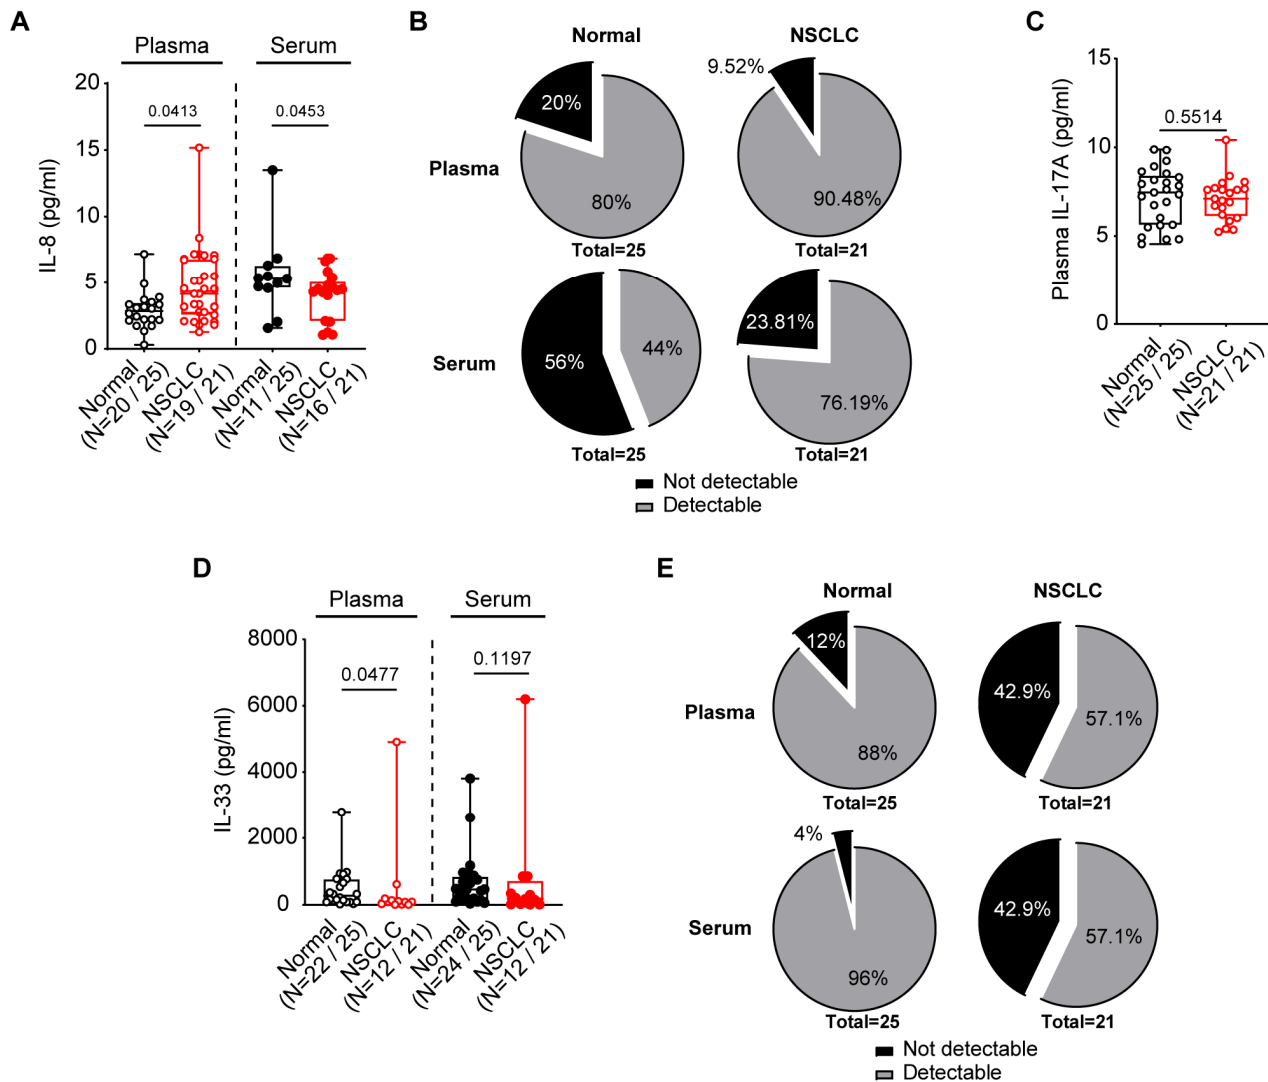 A
Plasma
Serum
IL-8 (pg/ml)
20
15
10
5
0
0.0413
0.0453
Normal
(N=20 / 25)
NSCLC
(N=19 / 21)
Normal
(N=11 / 25)
NSCLC
(N=16 / 21)
B
Normal
NSCLC
Plasma
20%
80%
Total=25
9.52%
90.48%
Total=21
Serum
56%
44%
Total=25
23.81%
76.19%
Total=21
Not detectable
Detectable
C
Plasma IL-17A (pg/ml)
15
10
5
0
0.5514
Normal
(N=25 / 25)
NSCLC
(N=21 / 21)
D
Plasma
Serum
IL-33 (pg/ml)
8000
6000
4000
2000
0
0.0477
0.1197
Normal
(N=22 / 25)
NSCLC
(N=12 / 21)
Normal
(N=24 / 25)
NSCLC
(N=12 / 21)
E
Normal
NSCLC
Plasma
12%
88%
Total=25
42.9%
57.1%
Total=21
Serum
4%
96%
Total=25
42.9%
57.1%
Total=21
Not detectable
Detectable